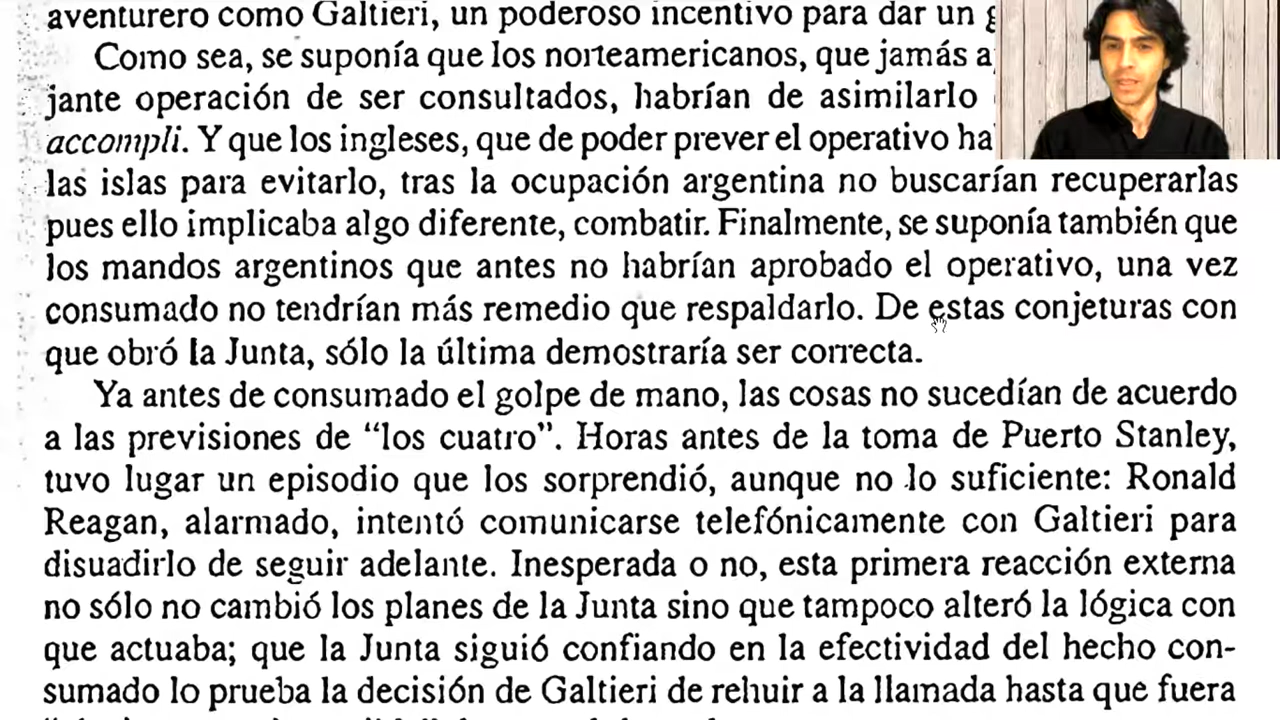 aventurero como Galtieri, un poderoso incentivo para dar un
Como sea, se suponía que los norteamericanos, que jamás
jante operación de ser consultados, habrían de asimilarlo
accompli. Y que los ingleses, que de poder prever el operativo
las islas para evitarlo, tras la ocupación argentina no buscarían recuperarlas
pues ello implicaba algo diferente, combatir. Finalmente, se suponía también que
los mandos argentinos que antes no habrían aprobado el operativo, una vez
consumado no tendrían más remedio que respaldarlo. De estas conjeturas con
que obró la Junta, sólo la última demostraría ser correcta.
Ya antes de consumado el golpe de mano, las cosas no sucedían de acuerdo
a las previsiones de “los cuatro”. Horas antes de la toma de Puerto Stanley,
tuvo lugar un episodio que los sorprendió, aunque no lo suficiente: Ronald
Reagan, alarmado, intentó comunicarse telefónicamente con Galtieri para
disuadirlo de seguir adelante. Inesperada o no, esta primera reacción externa
no sólo no cambió los planes de la Junta sino que tampoco alteró la lógica con
que actuaba; que la Junta siguió confiando en la efectividad del hecho con-
sumado lo prueba la decisión de Galtieri de rehuir a la llamada hasta que fuera